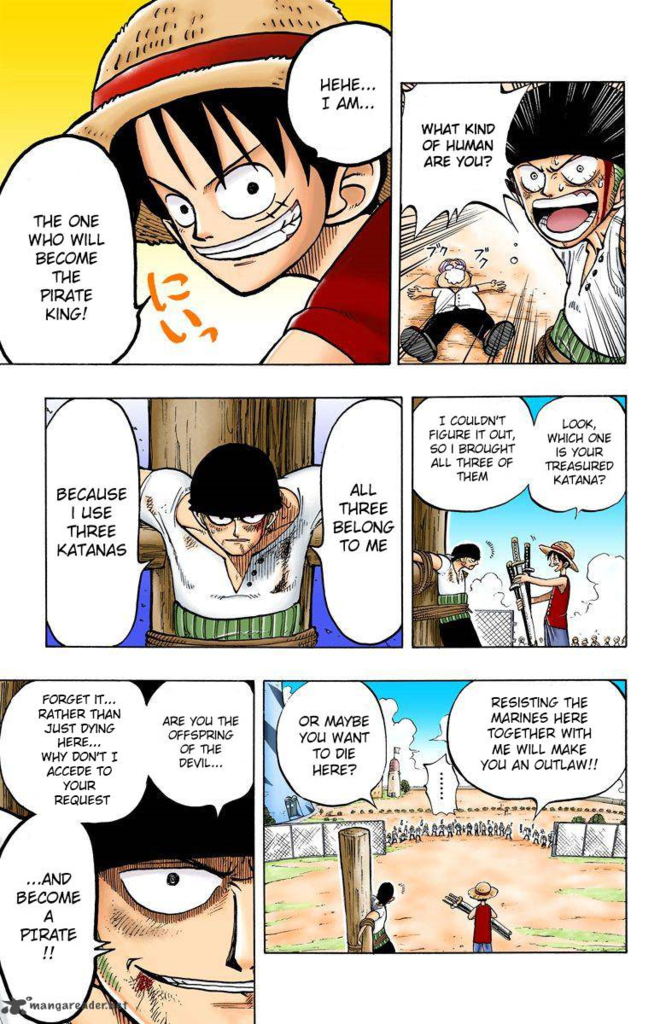 WHAT KIND
OF HUMAN
ARE YOU?
ブク
ブク
HEHE...
I AM...
THE ONE
WHO WILL
BECOME
THE
PIRATE
KING!
にいっ
LOOK,
WHICH ONE
IS YOUR
TREASURED
KATANA?
I COULDN'T
FIGURE IT OUT,
SO I BROUGHT
ALL THREE OF
THEM
ALL
THREE
BELONG
TO ME
BECAUSE
I USE
THREE
KATANAS
RESISTING THE
MARINES HERE
TOGETHER WITH
ME WILL MAKE
YOU AN OUTLAW!!
OR MAYBE
YOU WANT
TO DIE
HERE?
......
ARE YOU THE
OFFSPRING
OF THE
DEVIL...
FORGET IT...
RATHER THAN
JUST DYING
HERE...
WHY DON'T I
ACCEDE TO
YOUR
REQUEST
...AND
BECOME
A
PIRATE
!!
mangareader.net